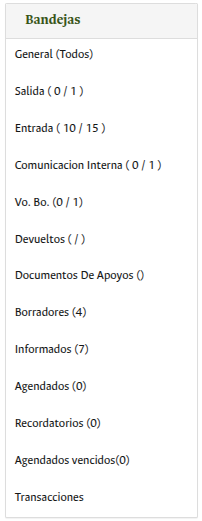 Bandejas
General (Todos)
Salida ( 0 / 1 )
Entrada ( 10 / 15 )
Comunicacion Interna ( 0 / 1 )
Vo. Bo. (0 / 1)
Devueltos ( / )
Documentos De Apoyos ()
Borradores (4)
Informados (7)
Agendados (0)
Recordatorios (0)
Agendados vencidos(0)
Transacciones